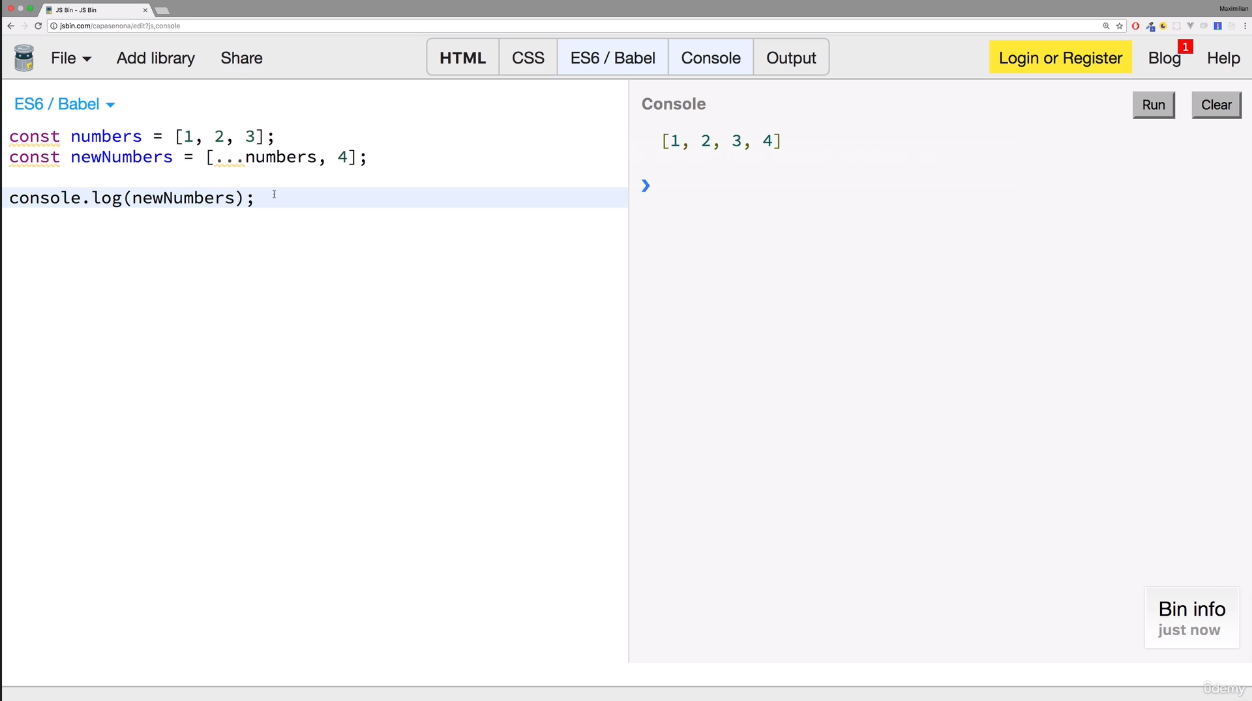 JS Bin - JS Bin
Maximilian
jsbin.com/capasenona/edit?js,console
File
Add library
Share
HTML
CSS
ES6 / Babel
Console
Output
Login or Register
Blog
1
Help
ES6 / Babel
const numbers = [1, 2, 3];
const newNumbers = [...numbers, 4];
console.log(newNumbers);
Console
Run
Clear
[1, 2, 3, 4]
Bin info
just now
ûdemy